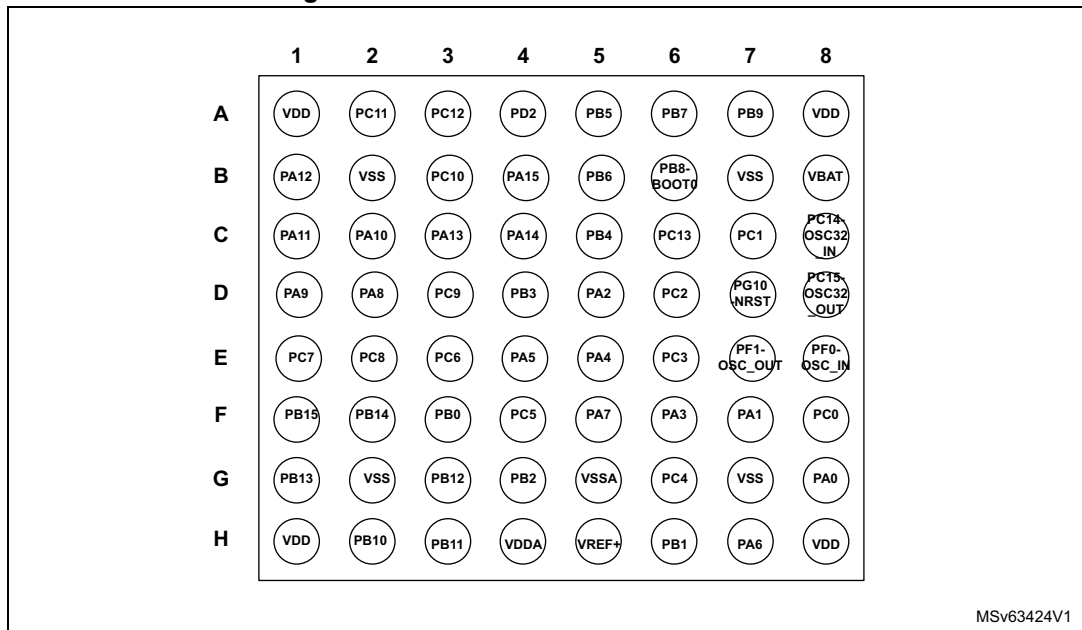 1 2 3 4 5 6 7 8
A VDD PC11 PC12 PD2 PB5 PB7 PB9 VDD
B PA12 VSS PC10 PA15 PB6 PB8-BOOT0 VSS VBAT
C PA11 PA10 PA13 PA14 PB4 PC13 PC1 PC14-OSC32_IN
D PA9 PA8 PC9 PB3 PA2 PC2 PG10-NRST PC15-OSC32_OUT
E PC7 PC8 PC6 PA5 PA4 PC3 PF1-OSC_OUT PF0-OSC_IN
F PB15 PB14 PB0 PC5 PA7 PA3 PA1 PC0
G PB13 VSS PB12 PB2 VSSA PC4 VSS PA0
H VDD PB10 PB11 VDDA VREF+ PB1 PA6 VDD
MSv63424V1